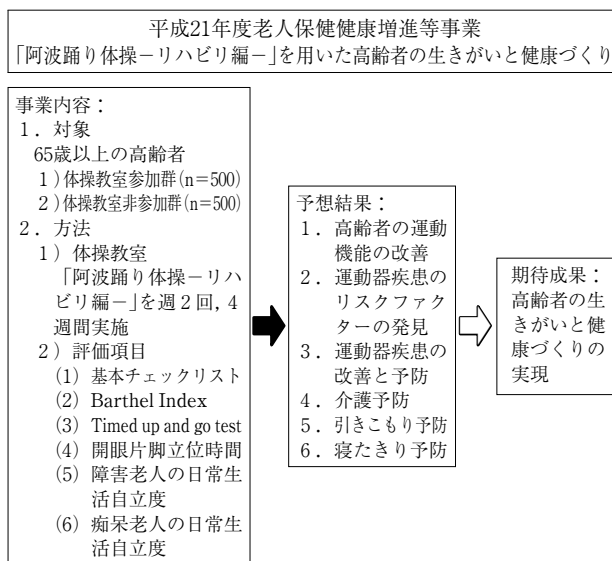 平成21年度老人保健健康増進等事業
「阿波踊り体操－リハビリ編－」を用いた高齢者の生きがいと健康づくり
事業内容：
１．対象
65歳以上の高齢者
１）体操教室参加群(n＝500)
２）体操教室非参加群(n＝500)
２．方法
１）体操教室
「阿波踊り体操－リハ
ビリ編－」を週２回，４
週間実施
２）評価項目
(1) 基本チェックリスト
(2) Barthel Index
(3) Timed up and go test
(4) 開眼片脚立位時間
(5) 障害老人の日常生
活自立度
(6) 痴呆老人の日常生
活自立度
予想結果：
１．高齢者の運動
機能の改善
２．運動器疾患の
リスクファク
ターの発見
３．運動器疾患の
改善と予防
４．介護予防
５．引きこもり予防
６．寝たきり予防
期待成果：
高齢者の生
きがいと健
康づくりの
実現